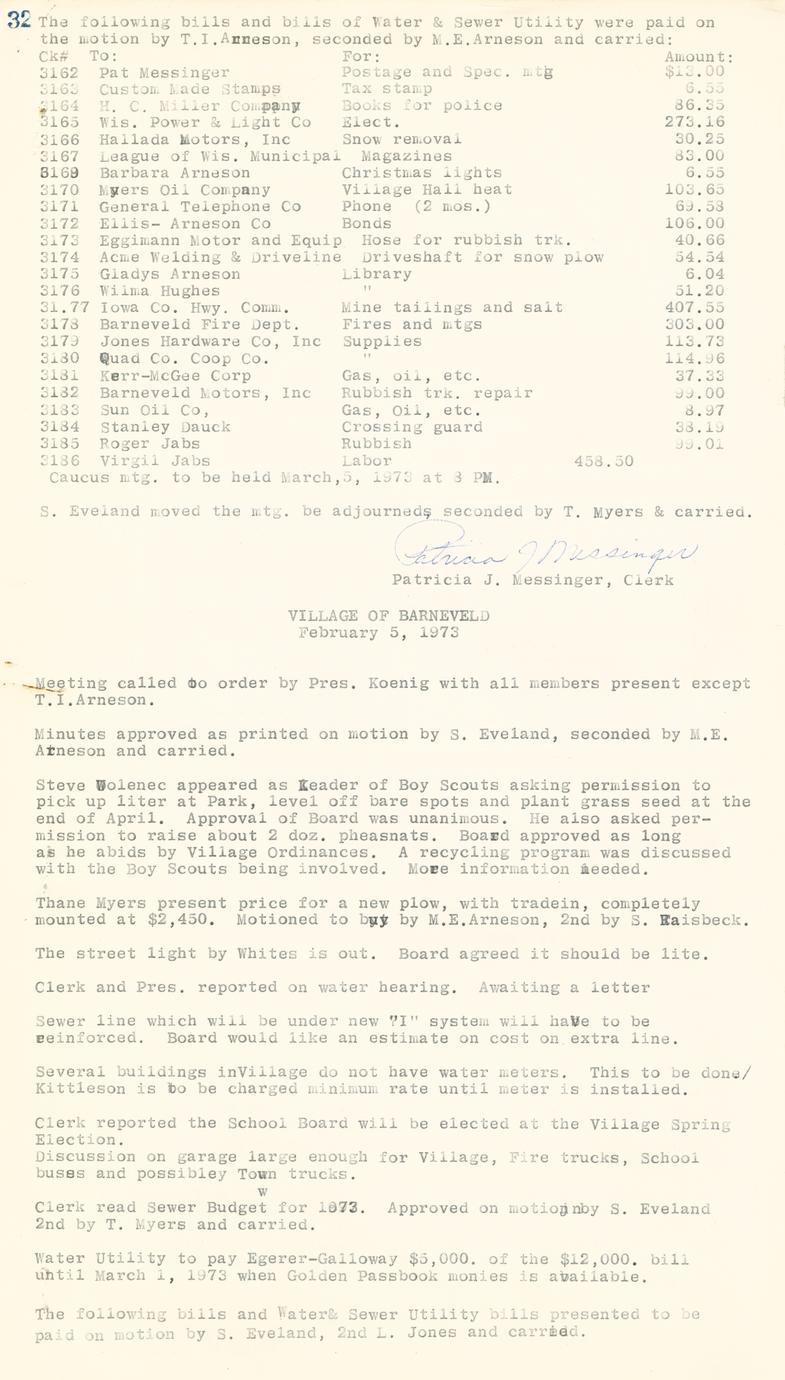 32 The following bills and bills of Water & Sewer Utility were paid on
the motion by T.I.Arneson, seconded by M.E.Arneson and carried:
Ck# To: For: Amount:
3162 Pat Messinger Postage and Spec. mtg $13.00
3163 Custom Made Stamps Tax stamp 6.55
3164 H. C. Miller Company Books for police 86.35
3165 Wis. Power & Light Co Elect. 273.16
3166 Hallada Motors, Inc Snow removal 30.25
3167 League of Wis. Municipal Magazines 83.00
3169 Barbara Arneson Christmas lights 6.55
3170 Myers Oil Company Village Hall heat 103.65
3171 General Telephone Co Phone (2 mos.) 69.58
3172 Ellis- Arneson Co Bonds 106.00
3173 Eggimann Motor and Equip Hose for rubbish trk. 40.66
3174 Acme Welding & Driveline Driveshaft for snow plow 54.54
3175 Gladys Arneson Library 6.04
3176 Wilma Hughes " 51.20
31.77 Iowa Co. Hwy. Comm. Mine tailings and salt 407.55
3178 Barneveld Fire Dept. Fires and mtgs 303.00
3179 Jones Hardware Co, Inc Supplies 113.73
3180 Quad Co. Coop Co. " 114.96
3181 Kerr-McGee Corp Gas, oil, etc. 37.33
3182 Barneveld Motors, Inc Rubbish trk. repair 99.00
3183 Sun Oil Co, Gas, Oil, etc. 8.97
3184 Stanley Dauck Crossing guard 38.19
3185 Roger Jabs Rubbish 99.01
3186 Virgil Jabs Labor 458.50
Caucus mtg. to be held March,5, 1973 at 8 PM.
S. Eveland moved the mtg. be adjourned, seconded by T. Myers & carried.
Patricia J Messinger
Patricia J. Messinger, Clerk
VILLAGE OF BARNEVELD
February 5, 1973
Meeting called to order by Pres. Koenig with all members present except
T.I.Arneson.
Minutes approved as printed on motion by S. Eveland, seconded by M.E.
Arneson and carried.
Steve Wolenec appeared as Leader of Boy Scouts asking permission to
pick up liter at Park, level off bare spots and plant grass seed at the
end of April. Approval of Board was unanimous. He also asked per-
mission to raise about 2 doz. pheasnats. Board approved as long
as he abids by Village Ordinances. A recycling program was discussed
with the Boy Scouts being involved. More information needed.
Thane Myers present price for a new plow, with tradein, completely
mounted at $2,450. Motioned to buy by M.E.Arneson, 2nd by S. Raisbeck.
The street light by Whites is out. Board agreed it should be lite.
Clerk and Pres. reported on water hearing. Awaiting a letter
Sewer line which will be under new "I" system will have to be
reinforced. Board would like an estimate on cost on extra line.
Several buildings inVillage do not have water meters. This to be done/
Kittleson is to be charged minimum rate until meter is installed.
Clerk reported the School Board will be elected at the Village Spring
Election.
Discussion on garage large enough for Village, Fire trucks, School
buses and possibley Town trucks.
w
Clerk read Sewer Budget for 1973. Approved on motion by S. Eveland
2nd by T. Myers and carried.
Water Utility to pay Egerer-Galloway $5,000. of the $12,000. bill
until March 1, 1973 when Golden Passbook monies is available.
The following bills and Water& Sewer Utility bills presented to be
paid on motion by S. Eveland, 2nd L. Jones and carried.